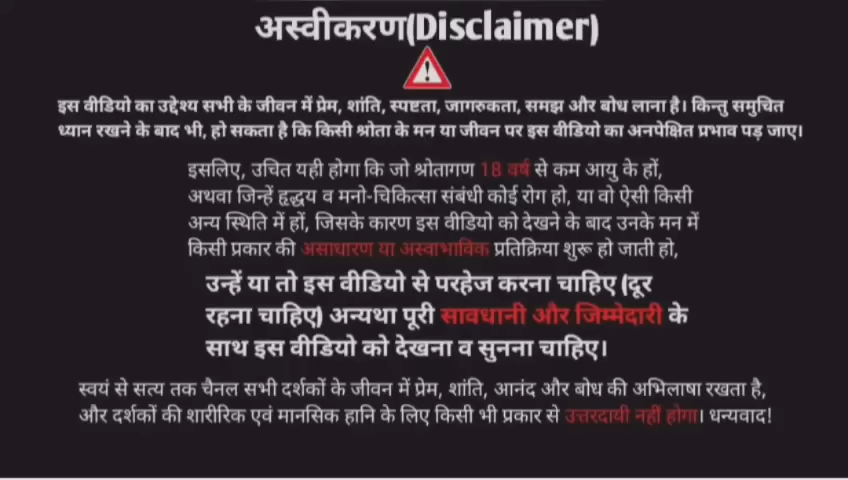 अस्वीकरण(Disclaimer)
इस वीडियो का उद्देश्य सभी के जीवन में प्रेम, शांति, स्पष्टता, जागरुकता, समझ और बोध लाना है। किन्तु समुचित
ध्यान रखने के बाद भी, हो सकता है कि किसी श्रोता के मन या जीवन पर इस वीडियो का अनपेक्षित प्रभाव पड़ जाए।
इसलिए, उचित यही होगा कि जो श्रोतागण 18 वर्ष से कम आयु के हों,
अथवा जिन्हें हृद्धय व मनो-चिकित्सा संबंधी कोई रोग हो, या वो ऐसी किसी
अन्य स्थिति में हों, जिसके कारण इस वीडियो को देखने के बाद उनके मन में
किसी प्रकार की असाधारण या अस्वाभाविक प्रतिक्रिया शुरू हो जाती हो,
उन्हें या तो इस वीडियो से परहेज करना चाहिए (दूर
रहना चाहिए) अन्यथा पूरी सावधानी और जिम्मेदारी के
साथ इस वीडियो को देखना व सुनना चाहिए।
स्वयं से सत्य तक चैनल सभी दर्शकों के जीवन में प्रेम, शांति, आनंद और बोध की अभिलाषा रखता है,
और दर्शकों की शारीरिक एवं मानसिक हानि के लिए किसी भी प्रकार से उत्तरदायी नहीं होगा। धन्यवाद!